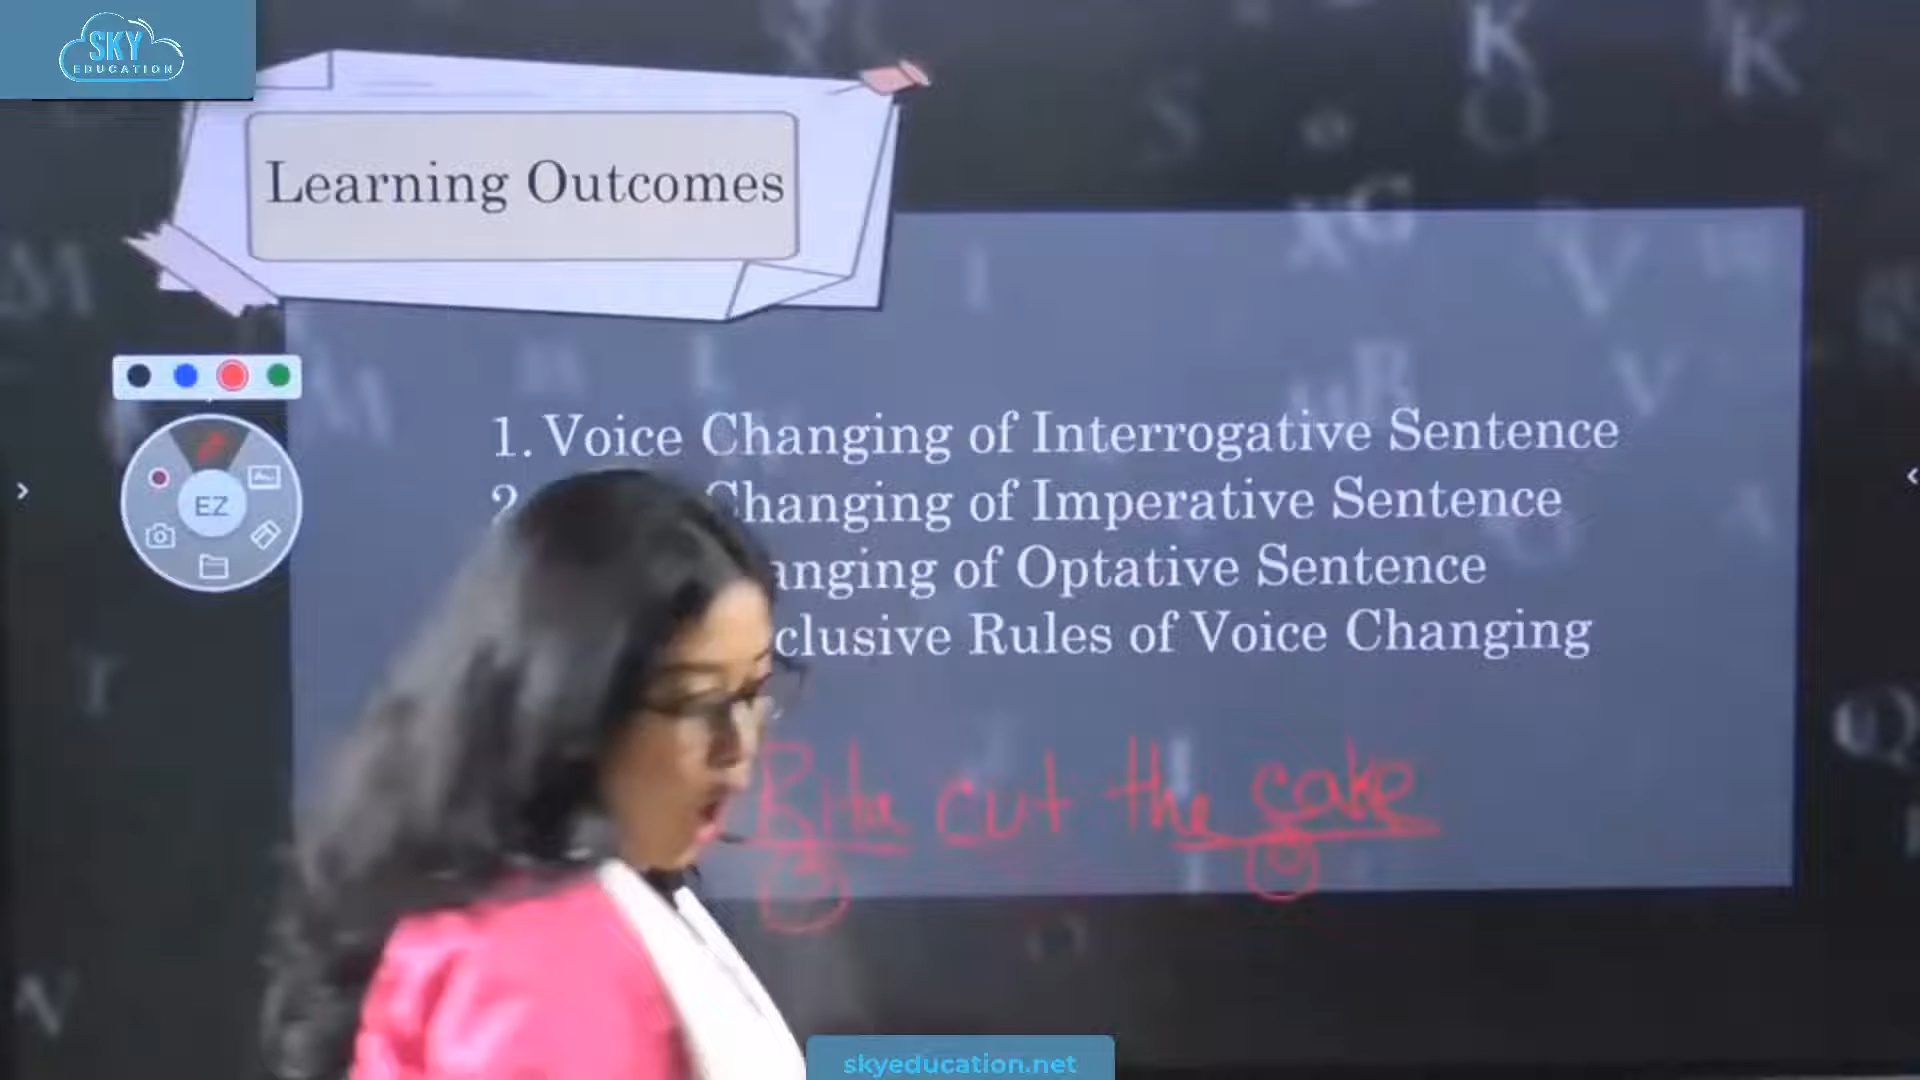 SKY
EDUCATION
Learning Outcomes
EZ
1. Voice Changing of Interrogative Sentence
2. Changing of Imperative Sentence
anging of Optative Sentence
clusive Rules of Voice Changing
Rita cut the cake
skyeducation.net